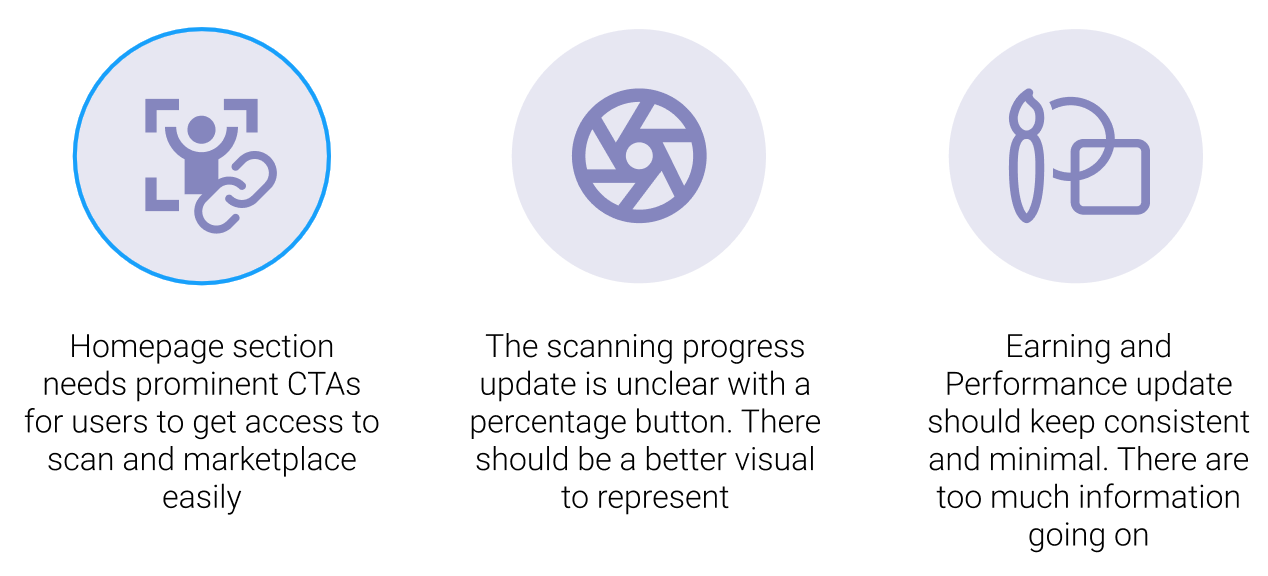 Homepage section
needs prominent CTAs
for users to get access to
scan and marketplace
easily
The scanning progress
update is unclear with a
percentage button. There
should be a better visual
to represent
Earning and
Performance update
should keep consistent
and minimal. There are
too much information
going on